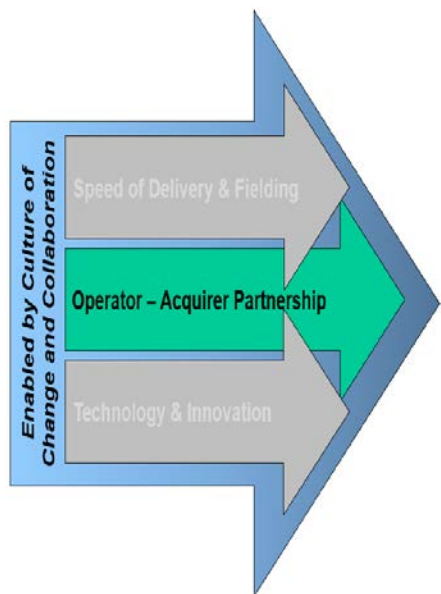 Enabled by Culture of
Change and Collaboration
Speed of Delivery & Fielding
Operator – Acquirer Partnership
Technology & Innovation